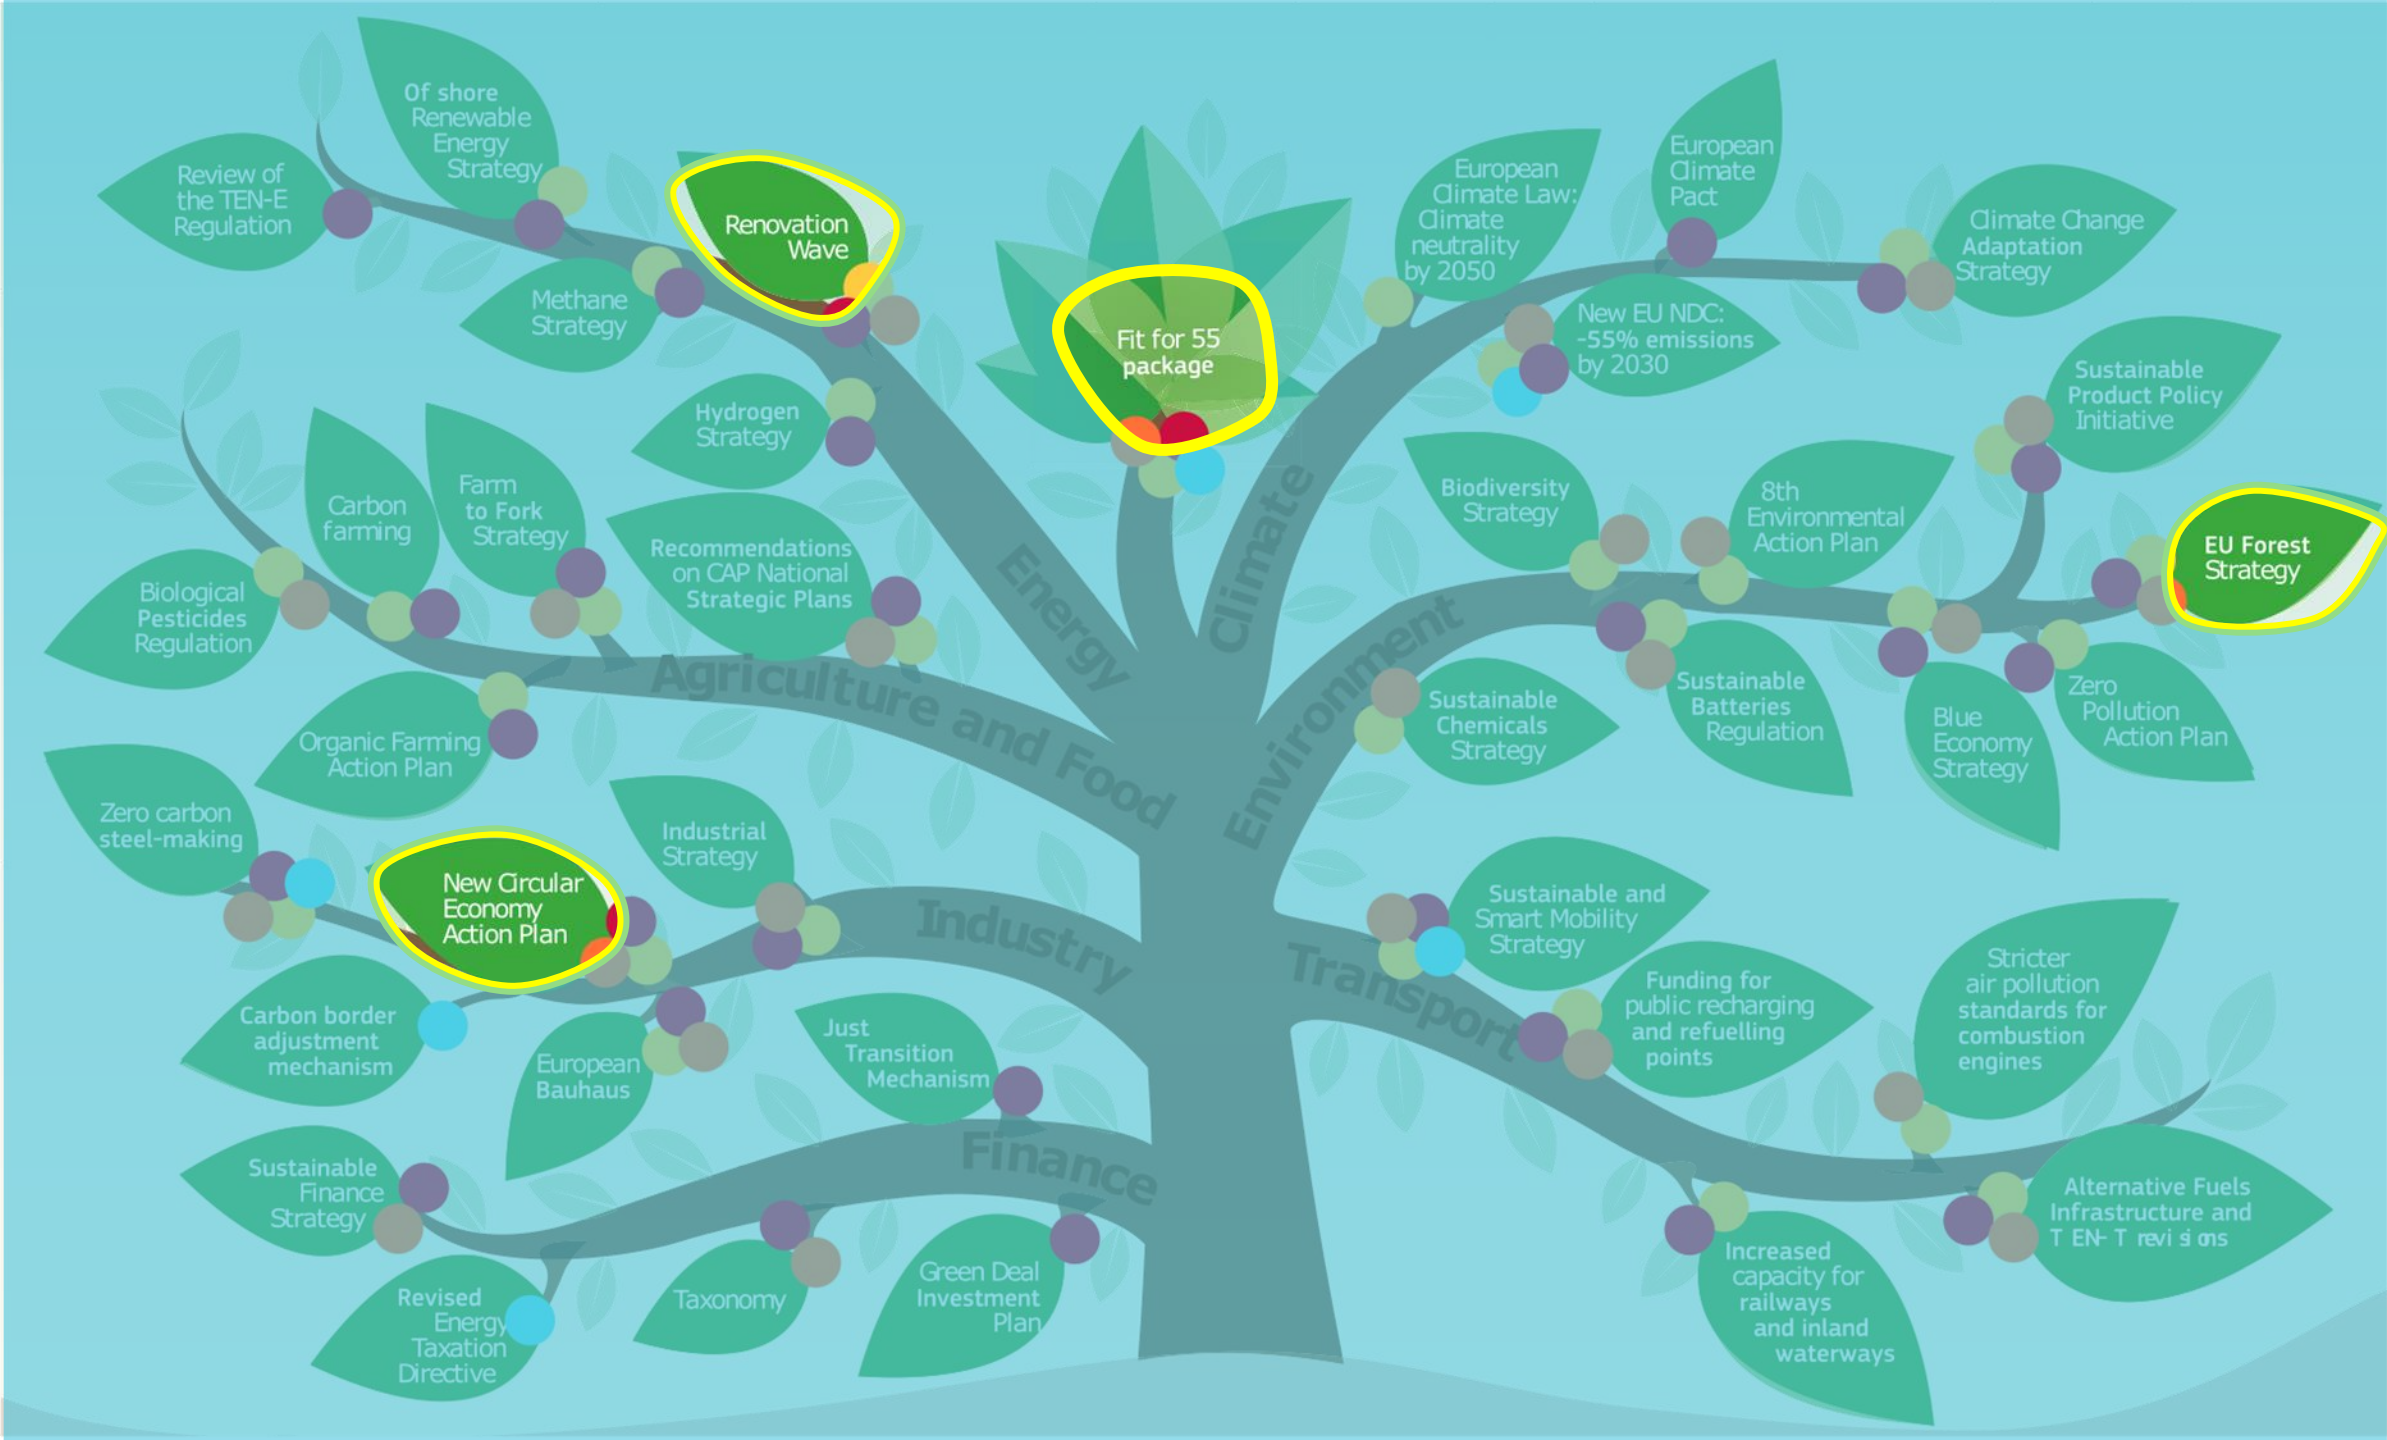 Of shore
Renewable
Energy
Strategy
Review of
the TEN-E
Regulation
Renovation
Wave
Methane
Strategy
Hydrogen
Strategy
Fit for 55
package
European
Climate Law:
Climate
neutrality
by 2050
European
Climate
Pact
Climate Change
Adaptation
Strategy
New EU NDC:
-55% emissions
by 2030
Sustainable
Product Policy
Initiative
Carbon
farming
Farm
to Fork
Strategy
Recommendations
on CAP National
Strategic Plans
Biological
Pesticides
Regulation
Organic Farming
Action Plan
Energy
Climate
Agriculture and Food
Environment
Biodiversity
Strategy
8th
Environmental
Action Plan
EU Forest
Strategy
Sustainable
Chemicals
Strategy
Sustainable
Batteries
Regulation
Blue
Economy
Strategy
Zero
Pollution
Action Plan
Zero carbon
steel-making
New Circular
Economy
Action Plan
Industrial
Strategy
Industry
Carbon border
adjustment
mechanism
European
Bauhaus
Just
Transition
Mechanism
Transport
Sustainable and
Smart Mobility
Strategy
Funding for
public recharging
and refuelling
points
Stricter
air pollution
standards for
combustion
engines
Finance
Sustainable
Finance
Strategy
Revised
Energy
Taxation
Directive
Taxonomy
Green Deal
Investment
Plan
Increased
capacity for
railways
and inland
waterways
Alternative Fuels
Infrastructure and
T EN- T revi si ons